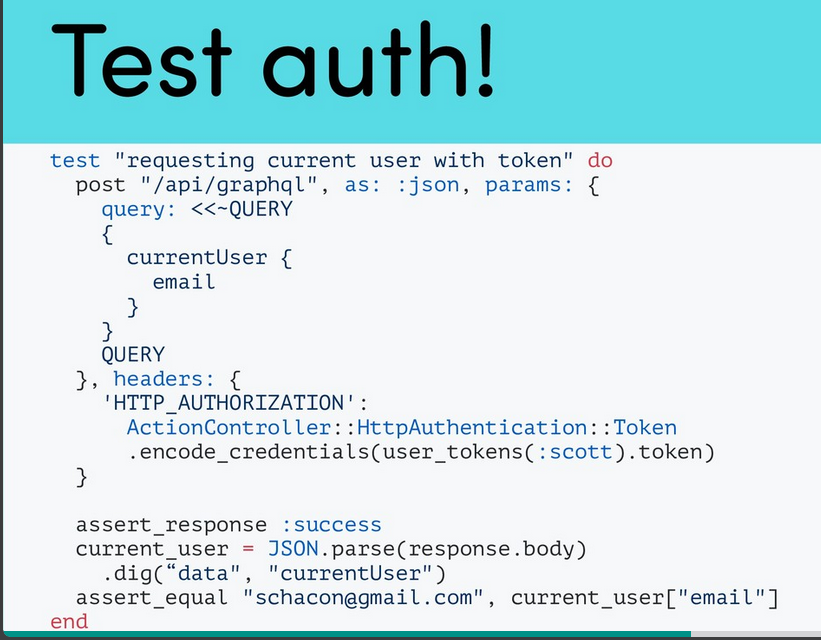 Test auth!
test "requesting current user with token" do
  post "/api/graphql", as: :json, params: {
    query: <<~QUERY
    {
      currentUser {
        email
      }
    }
    QUERY
  }, headers: {
    'HTTP_AUTHORIZATION':
      ActionController::HttpAuthentication::Token
      .encode_credentials(user_tokens(:scott).token)
  }

  assert_response :success
  current_user = JSON.parse(response.body)
    .dig(“data", "currentUser")
  assert_equal "schacon@gmail.com", current_user["email"]
end